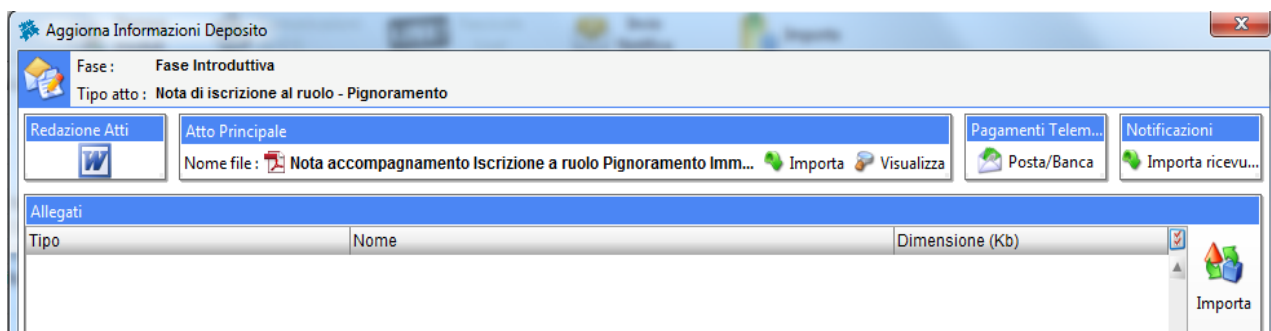 Aggiorna Informazioni Deposito
Fase : Fase Introduttiva
Tipo atto : Nota di iscrizione al ruolo - Pignoramento
Redazione Atti
Atto Principale
Nome file : Nota accompagnamento Iscrizione a ruolo Pignoramento Imm... Importa Visualizza
Pagamenti Telem...
Posta/Banca
Notificazioni
Importa ricevu...
Allegati
Tipo Nome Dimensione (Kb)
Importa